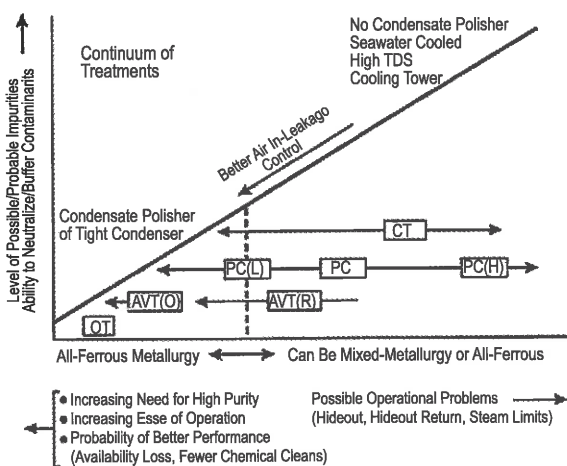 No Condensate Polisher
Seawater Cooled
High TDS
Cooling Tower
Continuum of
Treatments
Better Air In-Leakago
Control
Condensate Polisher
of Tight Condenser
CT
PC(L)
PC
PC(H)
AVT(O)
AVT(R)
OT
Level of Possible/Probable Impurities
Ability to Neutralize/Buffer Contaminants
All-Ferrous Metallurgy
Can Be Mixed-Metallurgy or All-Ferrous
• Increasing Need for High Purity
• Increasing Esse of Operation
• Probability of Better Performance
(Availability Loss, Fewer Chemical Cleans)
Possible Operational Problems
(Hideout, Hideout Return, Steam Limits)